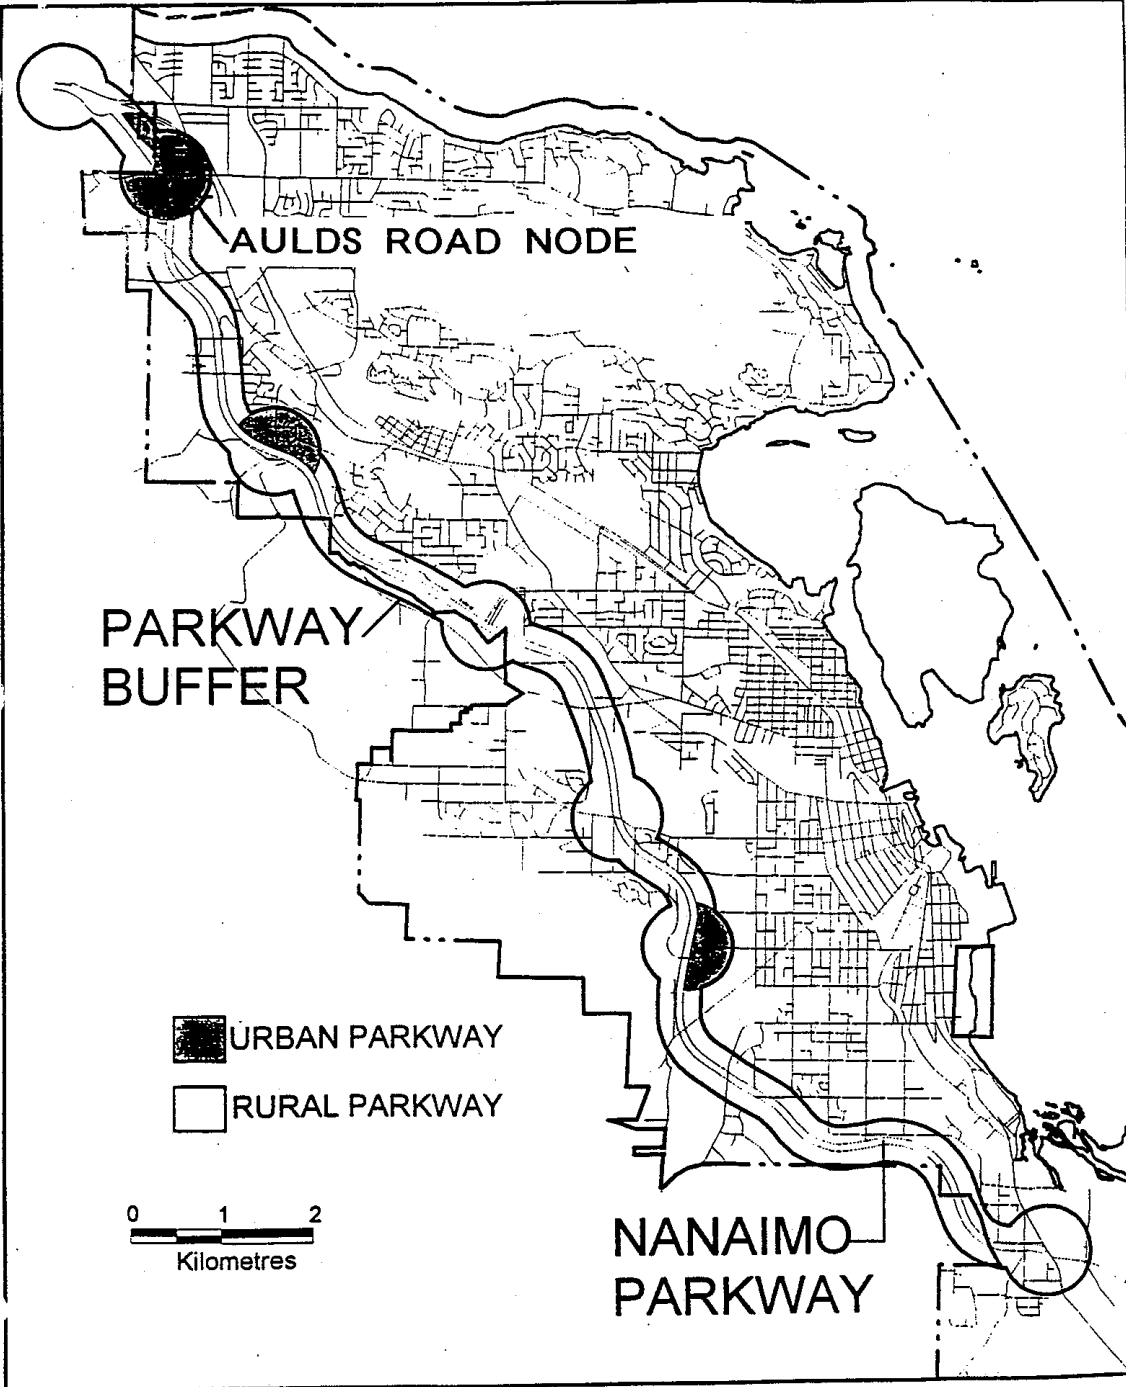 AULDS ROAD NODE
PARKWAY
BUFFER
URBAN PARKWAY
RURAL PARKWAY
0 1 2
Kilometres
NANAIMO
PARKWAY